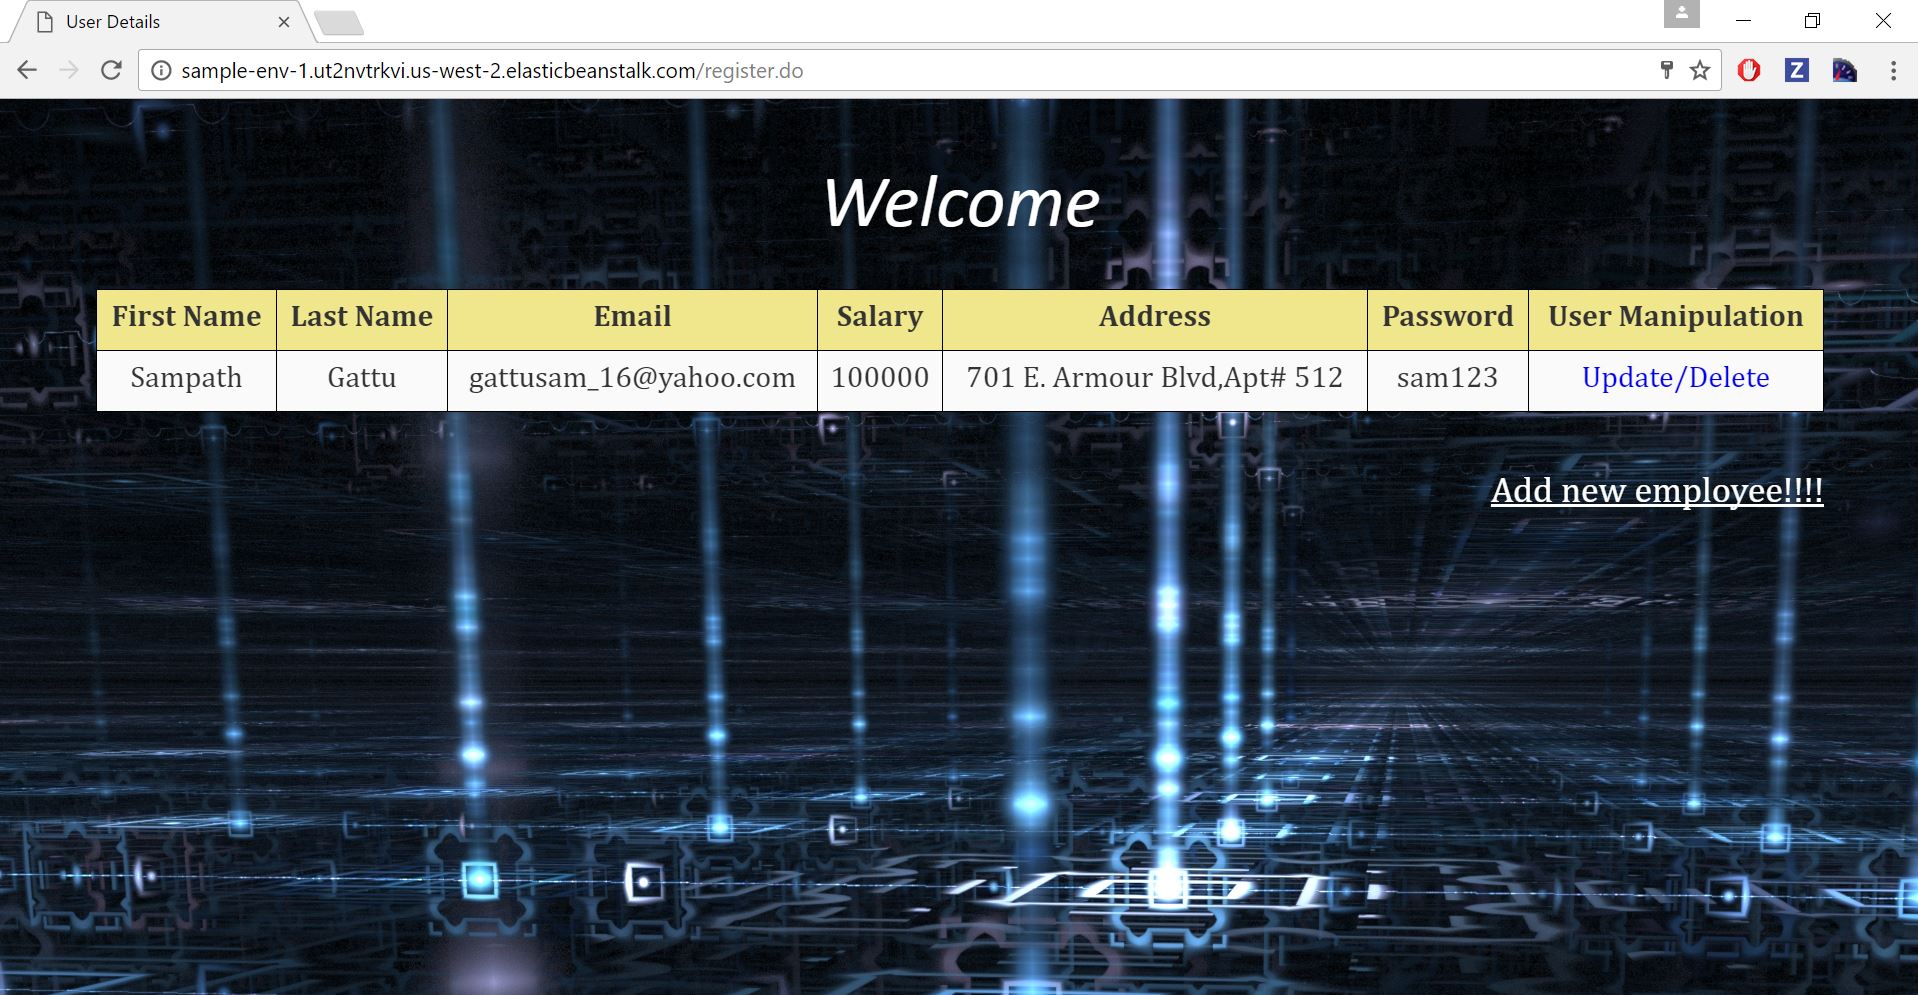 User Details
sample-env-1.ut2nvtrkvi.us-west-2.elasticbeanstalk.com/register.do
Z
Welcome
First Name Last Name Email Salary Address Password User Manipulation
Sampath Gattu gattusam_16@yahoo.com 100000 701 E. Armour Blvd,Apt# 512 sam123 Update/Delete
Add new employee!!!!